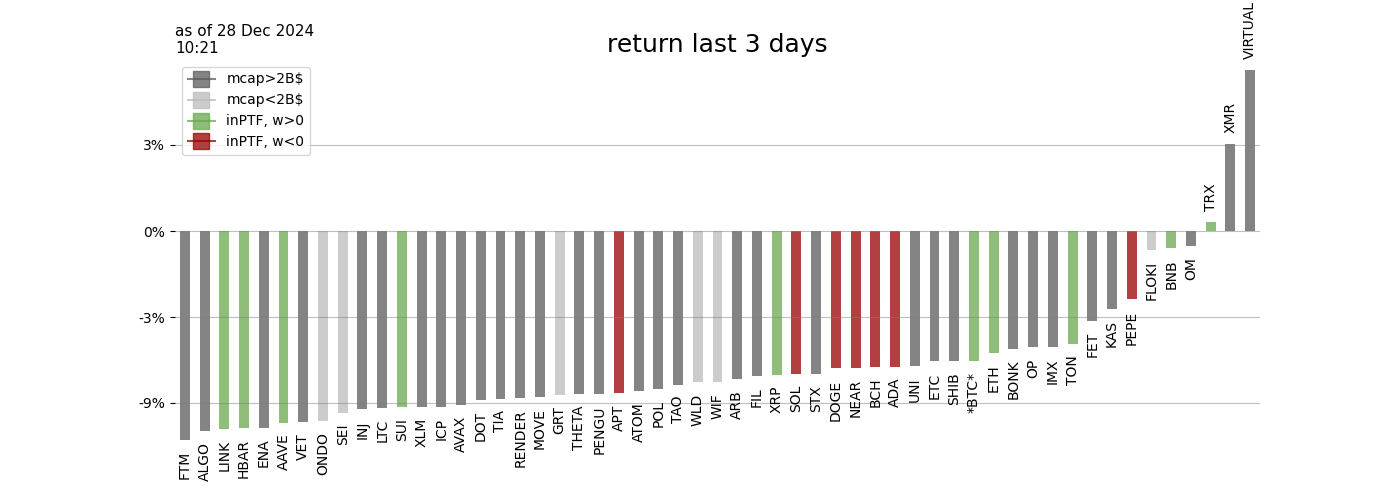 as of 28 Dec 2024
10:21
return last 3 days
mcap>2B$
mcap<2B$
inPTF, w>0
inPTF, w<0
3%
0%
-3%
-9%
FTM
ALGO
LINK
HBAR
ENA
AAVE
VET
ONDO
SEI
INJ
LTC
SUI
XLM
ICP
AVAX
DOT
TIA
RENDER
MOVE
GRT
THETA
PENGU
APT
ATOM
POL
TAO
WLD
WIF
ARB
FIL
XRP
SOL
STX
DOGE
NEAR
BCH
ADA
UNI
ETC
SHIB
*BTC*
ETH
BONK
OP
IMX
TON
FET
KAS
PEPE
FLOKI
BNB
OM
TRX
XMR
VIRTUAL